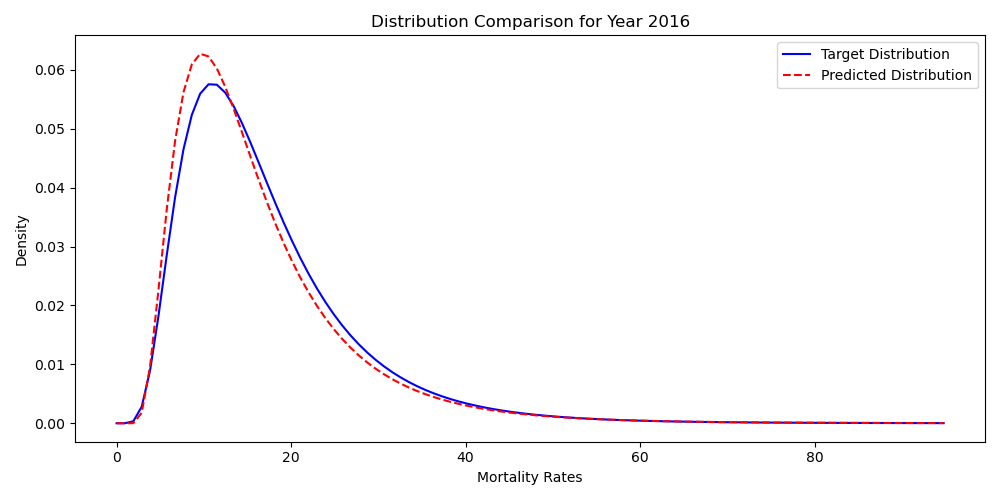 Distribution Comparison for Year 2016
Target Distribution
Predicted Distribution
Density
0.06
0.05
0.04
0.03
0.02
0.01
0.00
0 20 40 60 80
Mortality Rates